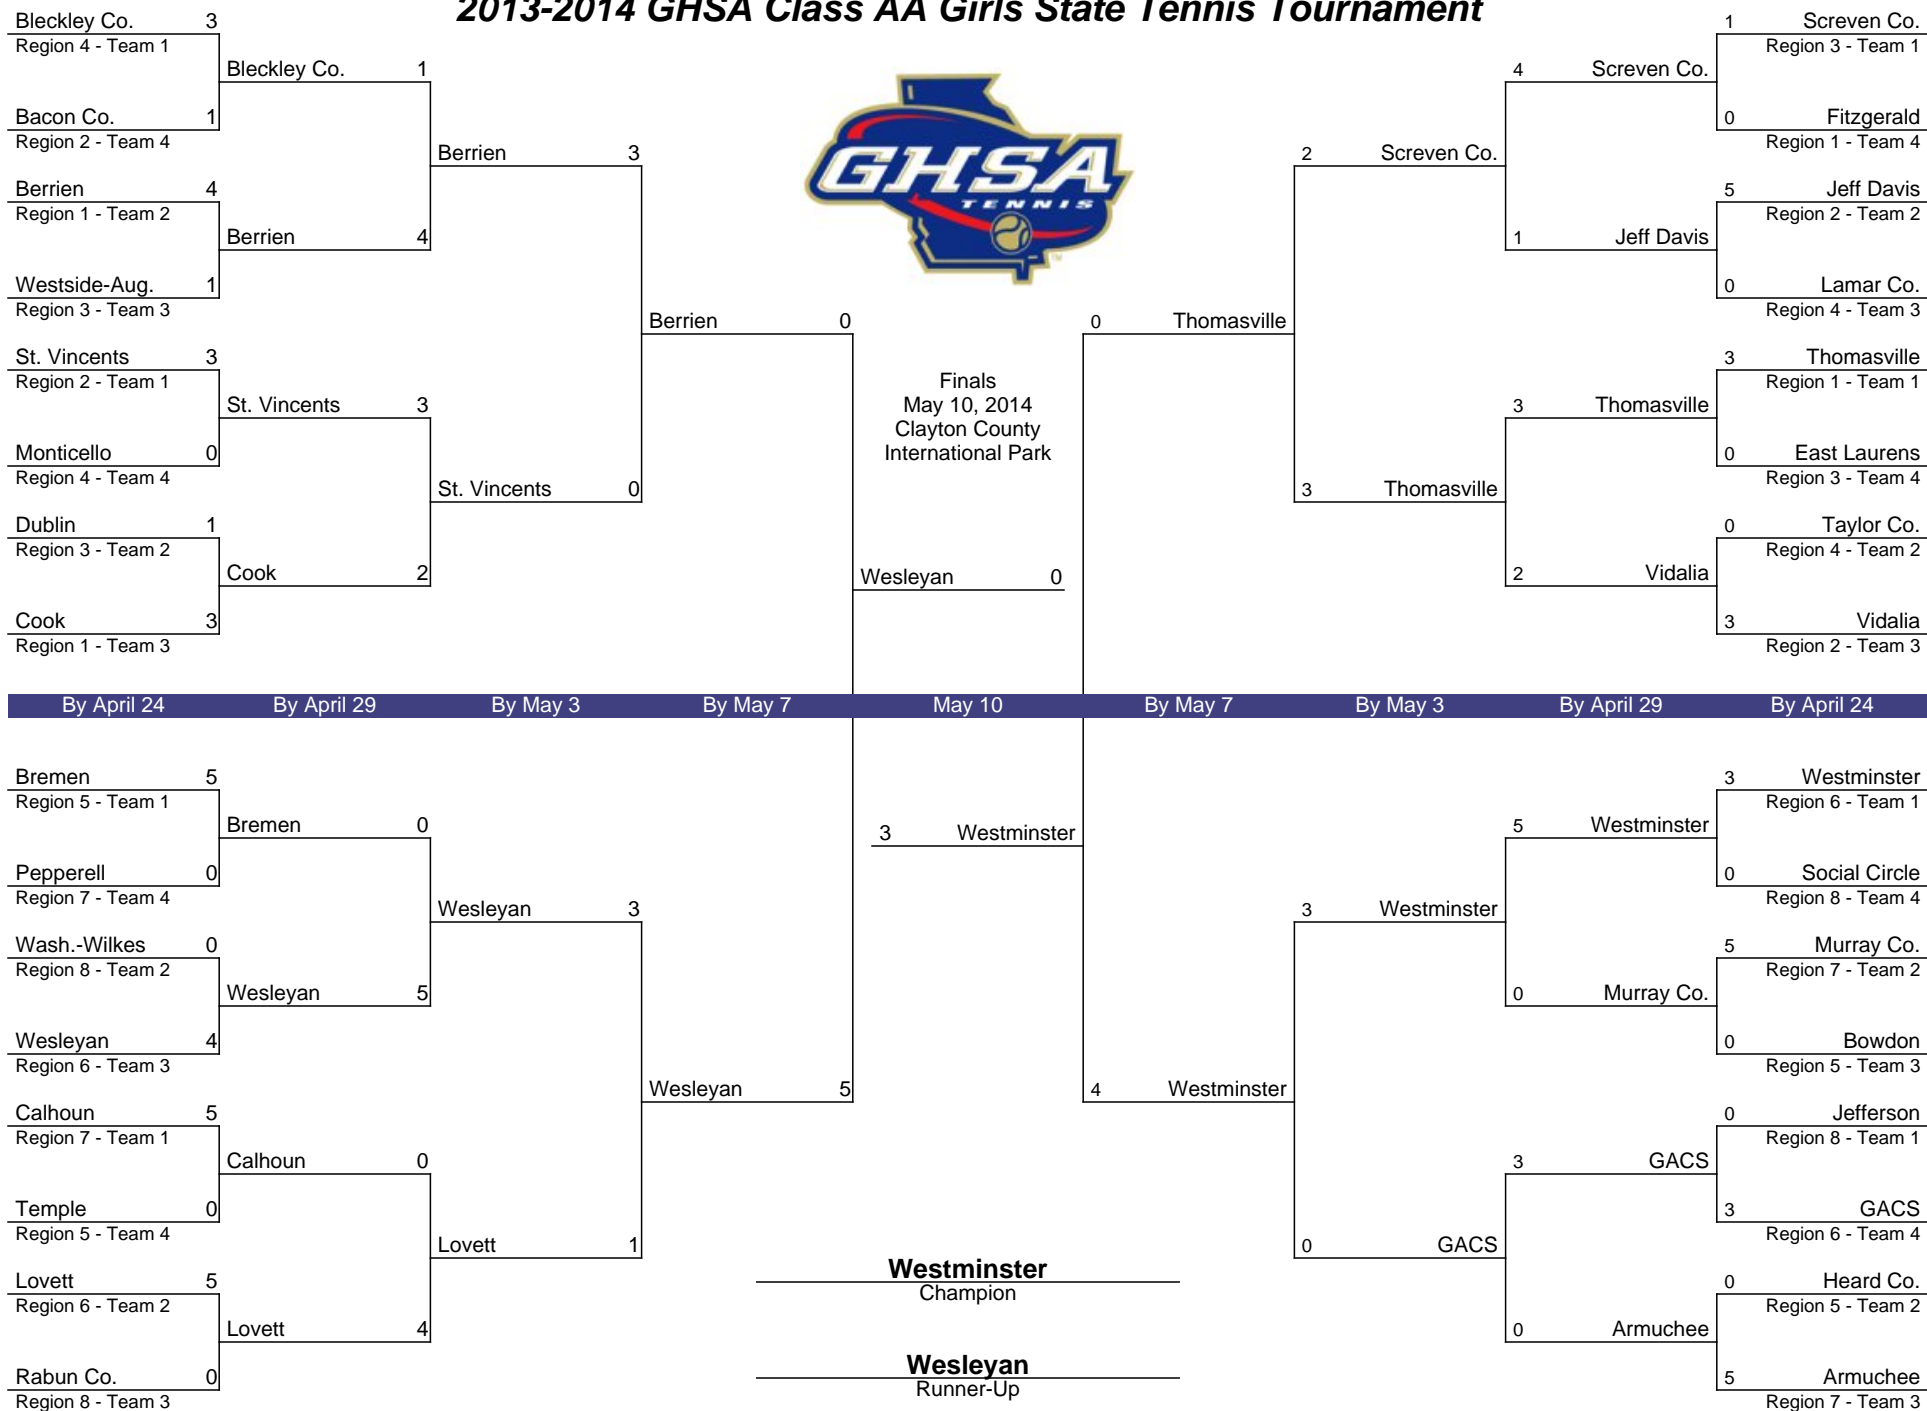 2013-2014 GHSA Class AA Girls State Tennis Tournament
GHSA
TENNIS
TM
Bleckley Co. 3
Region 4 - Team 1
Bacon Co. 1
Region 2 - Team 4
Berrien 4
Region 1 - Team 2
Westside-Aug. 1
Region 3 - Team 3
St. Vincents 3
Region 2 - Team 1
Monticello 0
Region 4 - Team 4
Dublin 1
Region 3 - Team 2
Cook 3
Region 1 - Team 3
Bleckley Co. 1
Berrien 4
St. Vincents 3
Cook 2
Berrien 3
St. Vincents 0
Berrien 0
Finals
May 10, 2014
Clayton County
International Park
Wesleyan 0
0 Thomasville
2 Screven Co.
3 Thomasville
4 Screven Co.
1 Jeff Davis
3 Thomasville
2 Vidalia
1 Screven Co.
Region 3 - Team 1
0 Fitzgerald
Region 1 - Team 4
5 Jeff Davis
Region 2 - Team 2
0 Lamar Co.
Region 4 - Team 3
3 Thomasville
Region 1 - Team 1
0 East Laurens
Region 3 - Team 4
0 Taylor Co.
Region 4 - Team 2
3 Vidalia
Region 2 - Team 3
By April 24 By April 29 By May 3 By May 7 May 10 By May 7 By May 3 By April 29 By April 24
Bremen 5
Region 5 - Team 1
Pepperell 0
Region 7 - Team 4
Wash.-Wilkes 0
Region 8 - Team 2
Wesleyan 4
Region 6 - Team 3
Calhoun 5
Region 7 - Team 1
Temple 0
Region 5 - Team 4
Lovett 5
Region 6 - Team 2
Rabun Co. 0
Region 8 - Team 3
Bremen 0
Wesleyan 5
Calhoun 0
Lovett 4
Wesleyan 3
Lovett 1
Wesleyan 5
3 Westminster
4 Westminster
3 Westminster
0 GACS
5 Westminster
0 Murray Co.
3 GACS
0 Armuchee
3 Westminster
Region 6 - Team 1
0 Social Circle
Region 8 - Team 4
5 Murray Co.
Region 7 - Team 2
0 Bowdon
Region 5 - Team 3
0 Jefferson
Region 8 - Team 1
3 GACS
Region 6 - Team 4
0 Heard Co.
Region 5 - Team 2
5 Armuchee
Region 7 - Team 3
Westminster
Champion
Wesleyan
Runner-Up